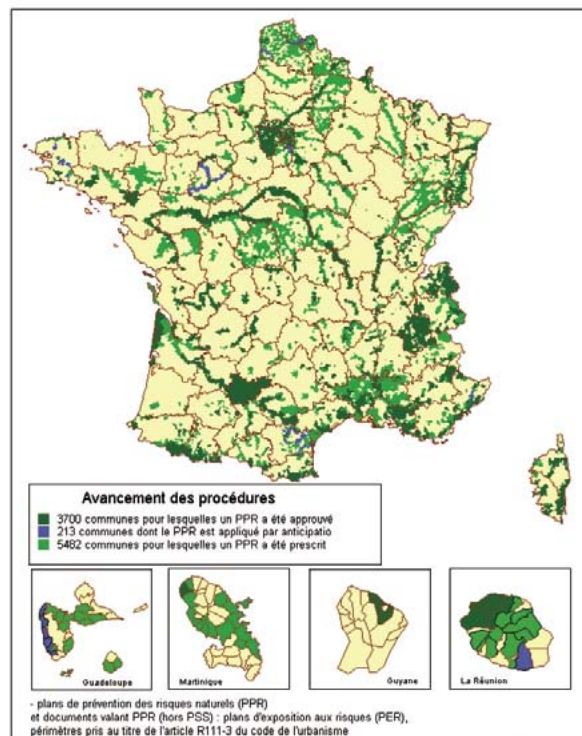 Avancement des procédures
3700 communes pour lesquelles un PPR a été approuvé
213 communes dont le PPR est appliqué par anticipatio
5482 communes pour lesquelles un PPR a été prescrit
Guadeloupe
Martinique
Guyane
La Réunion
- plans de prévention des risques naturels (PPR)
et documents valant PPR (hors PSS) : plans d'exposition aux risques (PER),
périmètres pris au titre de l'article R111-3 du code de l'urbanisme